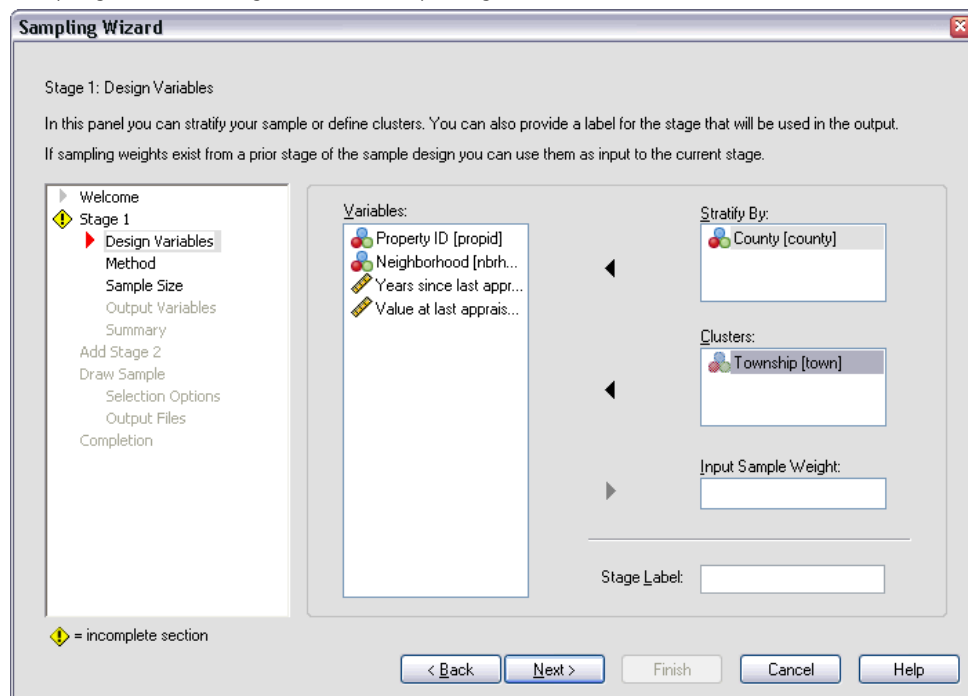 Sampling Wizard
Stage 1: Design Variables
In this panel you can stratify your sample or define clusters. You can also provide a label for the stage that will be used in the output.
If sampling weights exist from a prior stage of the sample design you can use them as input to the current stage.
Welcome
Stage 1
Design Variables
Method
Sample Size
Output Variables
Summary
Add Stage 2
Draw Sample
Selection Options
Output Files
Completion
! = incomplete section
Variables:
Property ID [propid]
Neighborhood [nbrh...
Years since last appr...
Value at last apprais...
Stratify By:
County [county]
Clusters:
Township [town]
Input Sample Weight:
Stage Label:
< Back
Next >
Finish
Cancel
Help